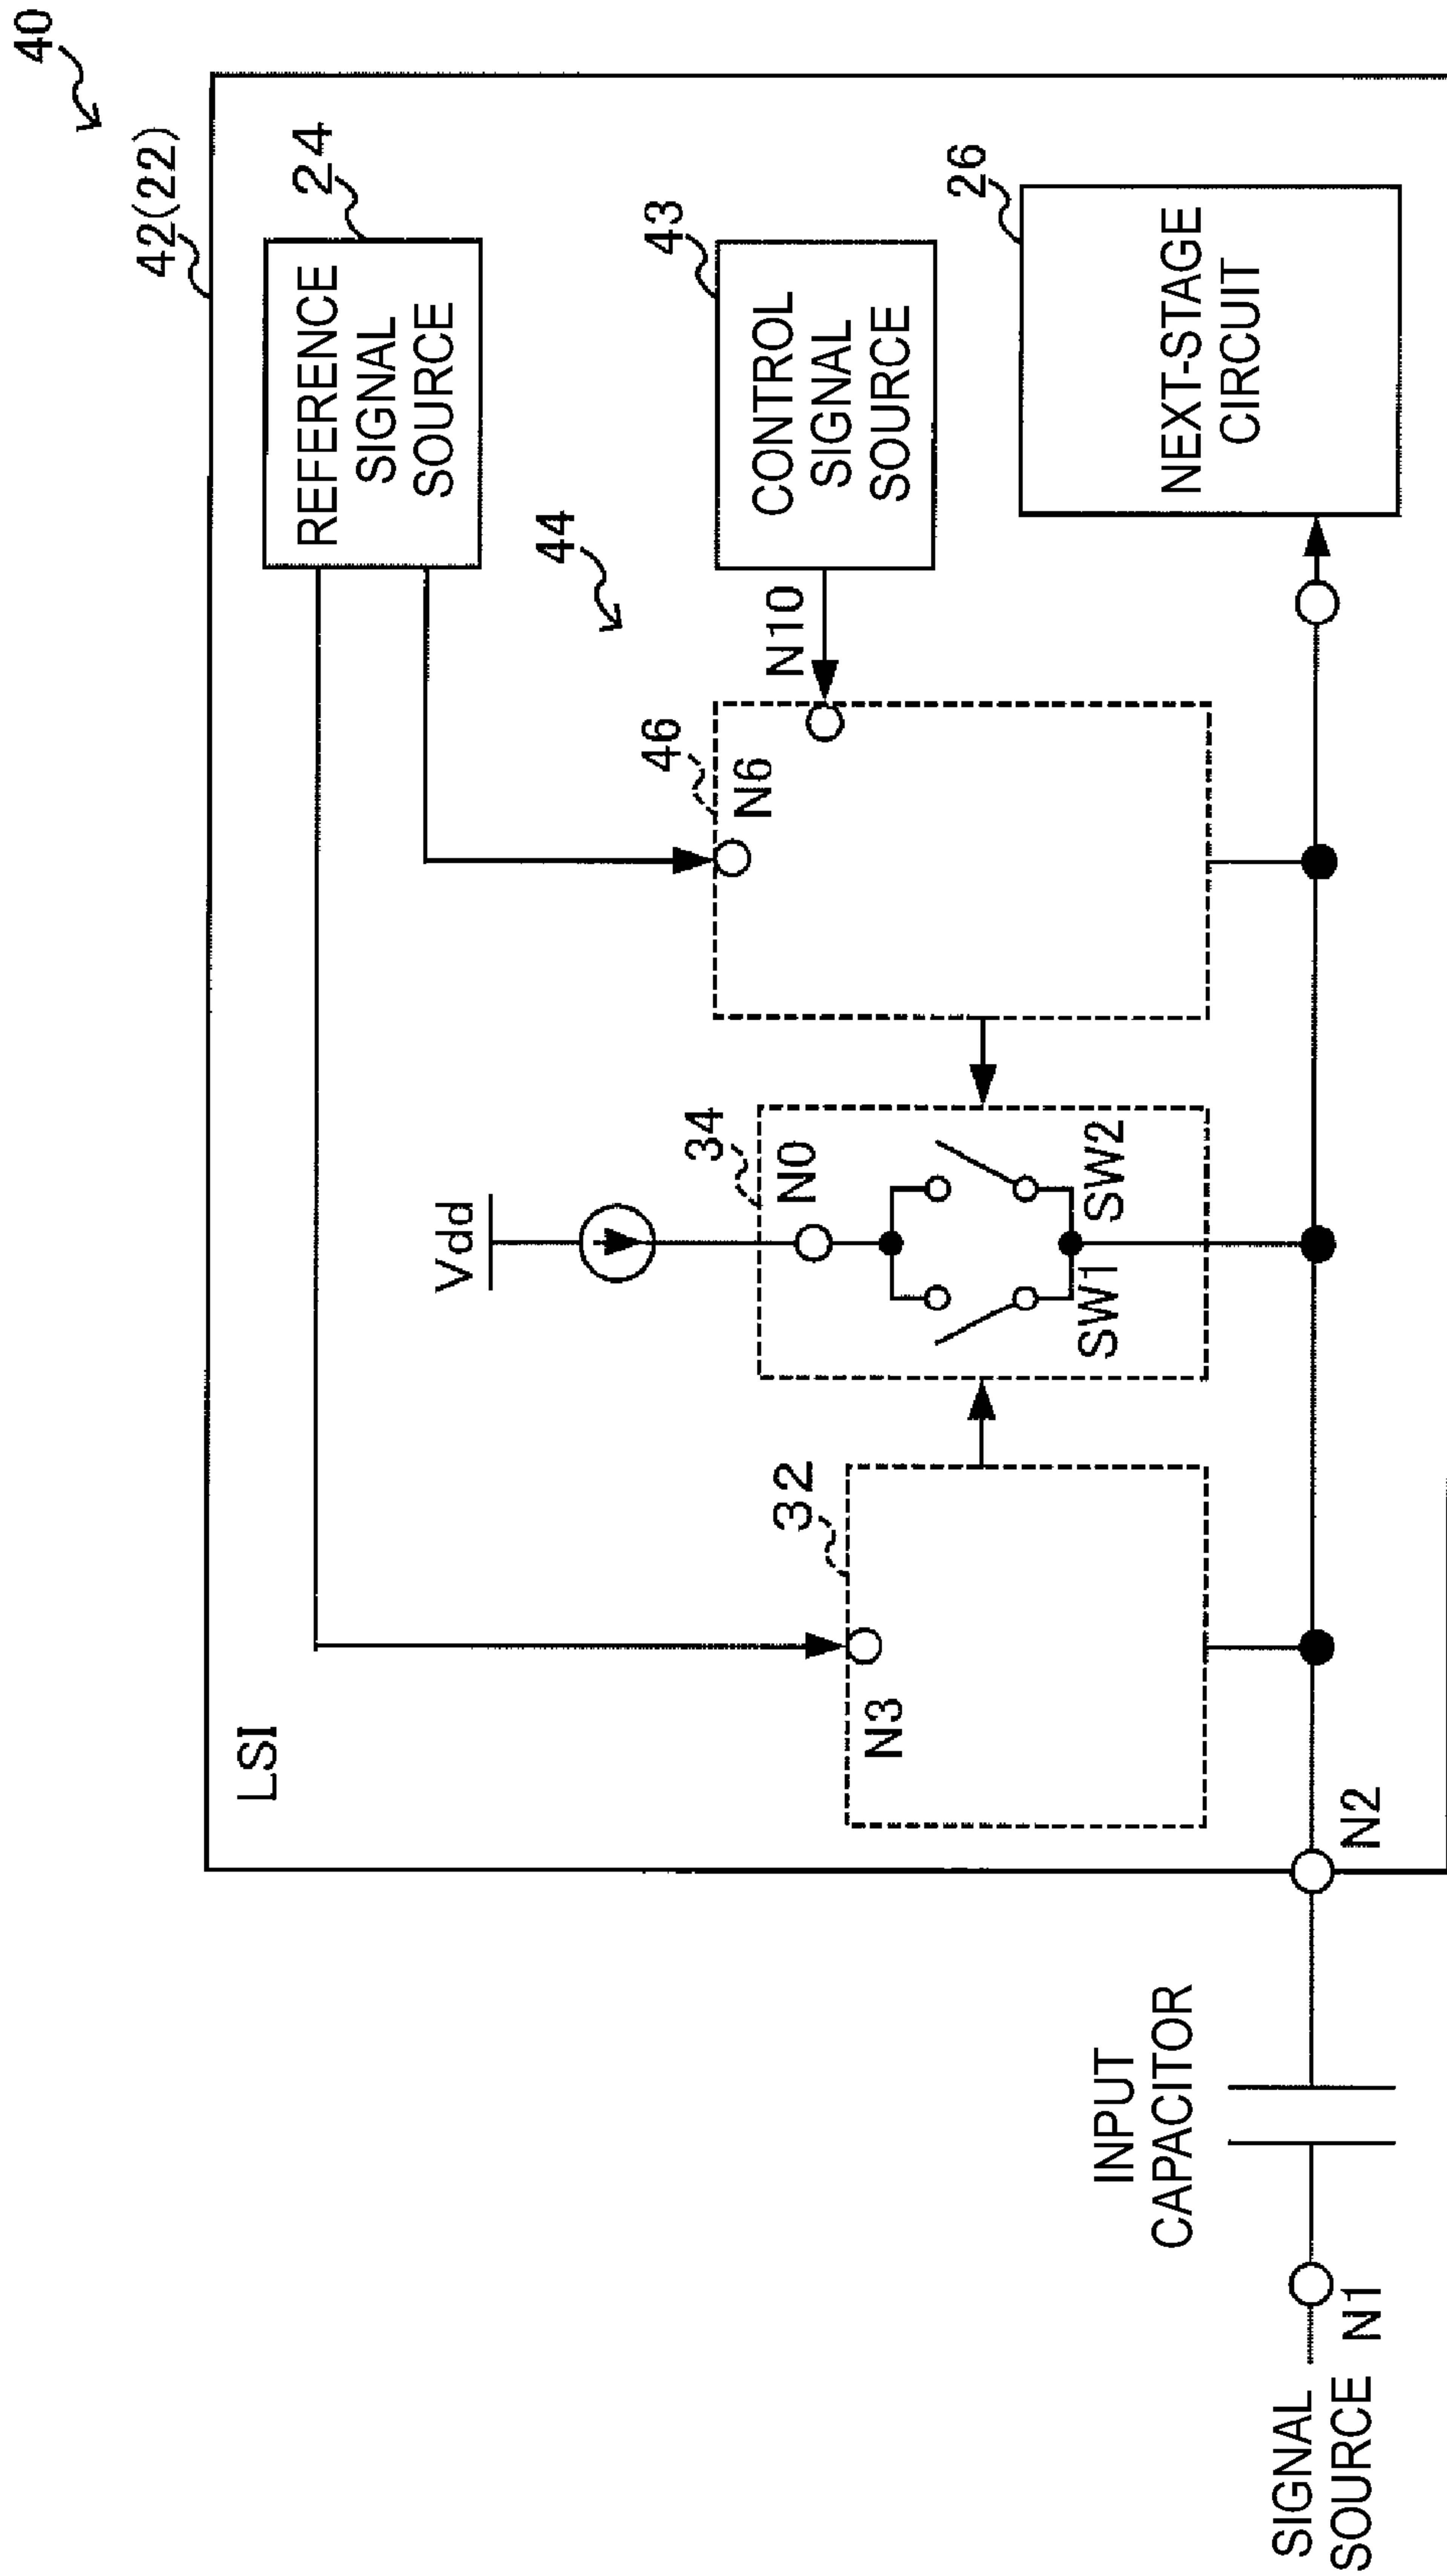 40
42(22)
LSI
REFERENCE
SIGNAL
SOURCE
24
44
Vdd
CONTROL
SIGNAL
SOURCE
43
N10
46
N6
34
N0
SW1
SW2
32
N3
NEXT-STAGE
CIRCUIT
26
INPUT
CAPACITOR
N2
SIGNAL
SOURCE
N1